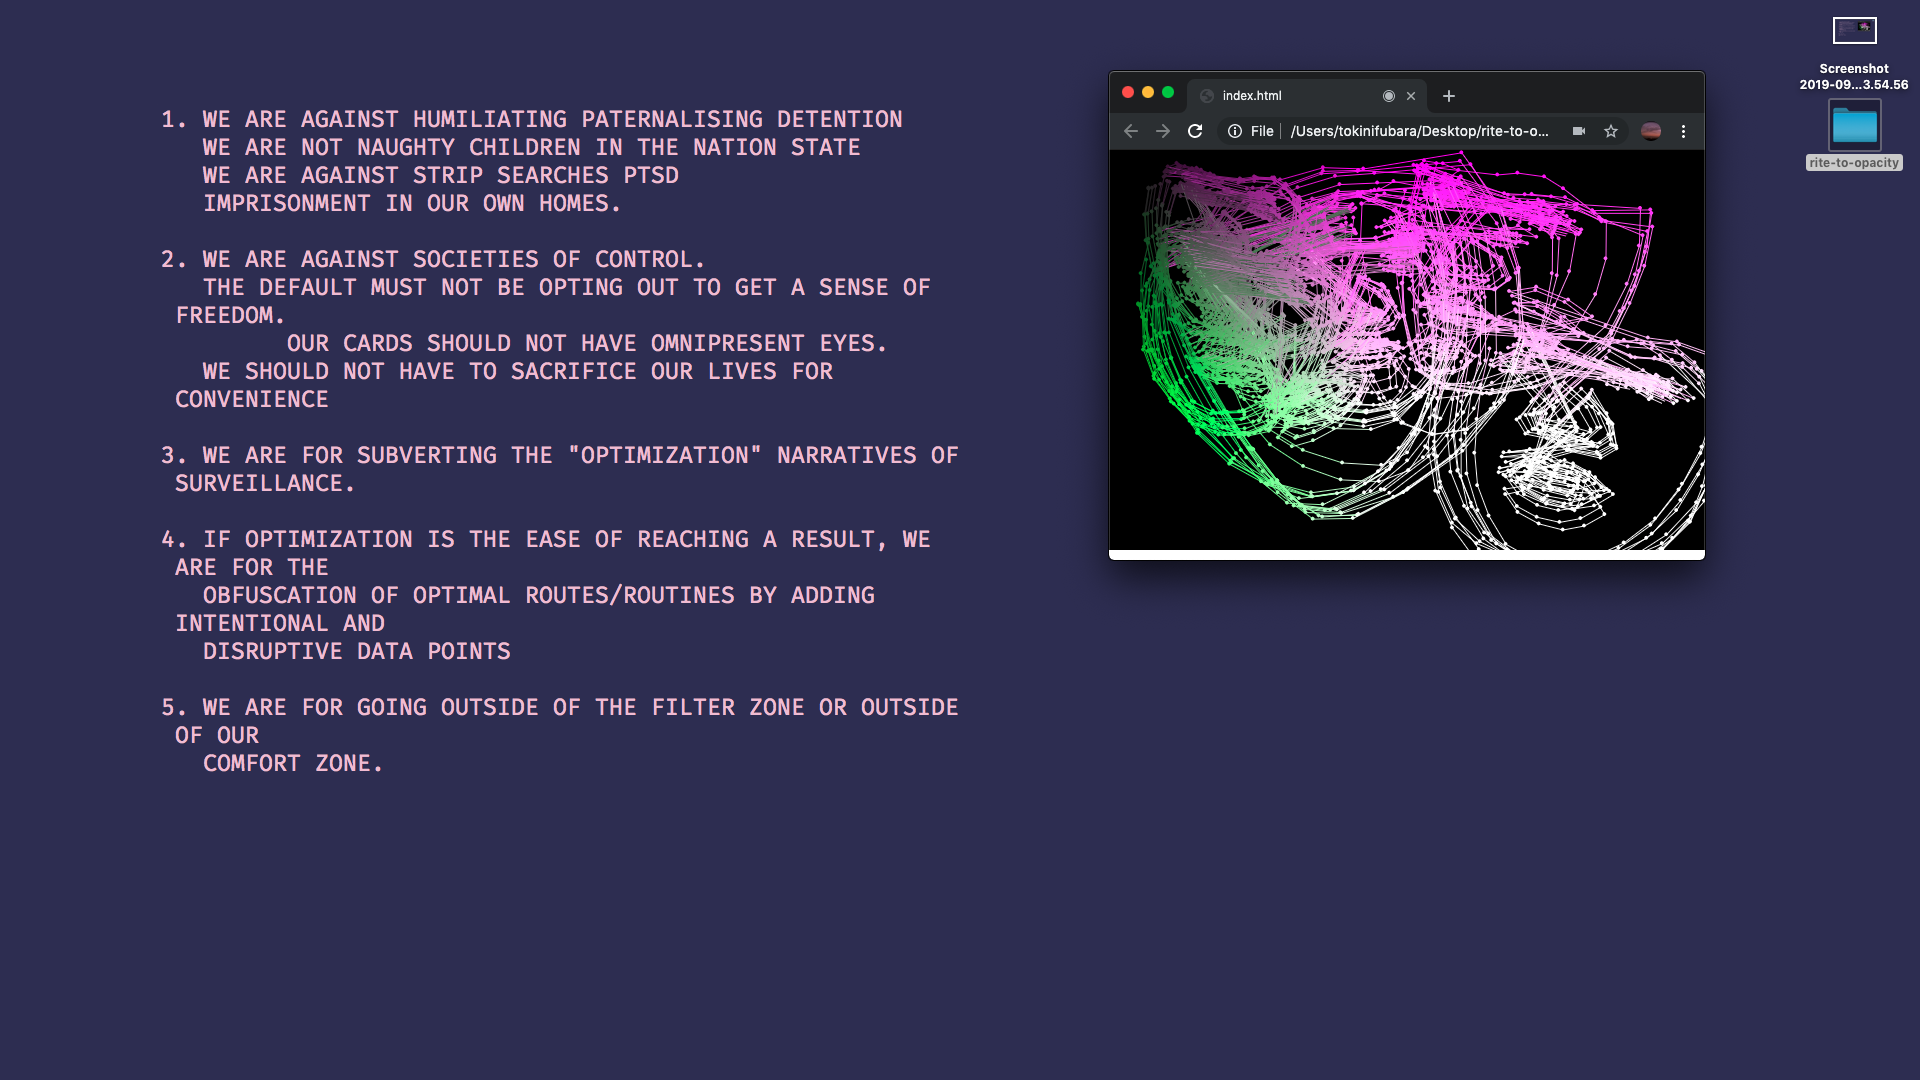 1. WE ARE AGAINST HUMILIATING PATERNALISING DETENTION
WE ARE NOT NAUGHTY CHILDREN IN THE NATION STATE
WE ARE AGAINST STRIP SEARCHES PTSD
IMPRISONMENT IN OUR OWN HOMES.
2. WE ARE AGAINST SOCIETIES OF CONTROL.
THE DEFAULT MUST NOT BE OPTING OUT TO GET A SENSE OF
FREEDOM.
OUR CARDS SHOULD NOT HAVE OMNIPRESENT EYES.
WE SHOULD NOT HAVE TO SACRIFICE OUR LIVES FOR
CONVENIENCE
3. WE ARE FOR SUBVERTING THE "OPTIMIZATION" NARRATIVES OF
SURVEILLANCE.
4. IF OPTIMIZATION IS THE EASE OF REACHING A RESULT, WE
ARE FOR THE
OBFUSCATION OF OPTIMAL ROUTES/ROUTINES BY ADDING
INTENTIONAL AND
DISRUPTIVE DATA POINTS
5. WE ARE FOR GOING OUTSIDE OF THE FILTER ZONE OR OUTSIDE
OF OUR
COMFORT ZONE.
index.html
File /Users/tokinifubara/Desktop/rite-to-o...
Screenshot
2019-09...3.54.56
rite-to-opacity